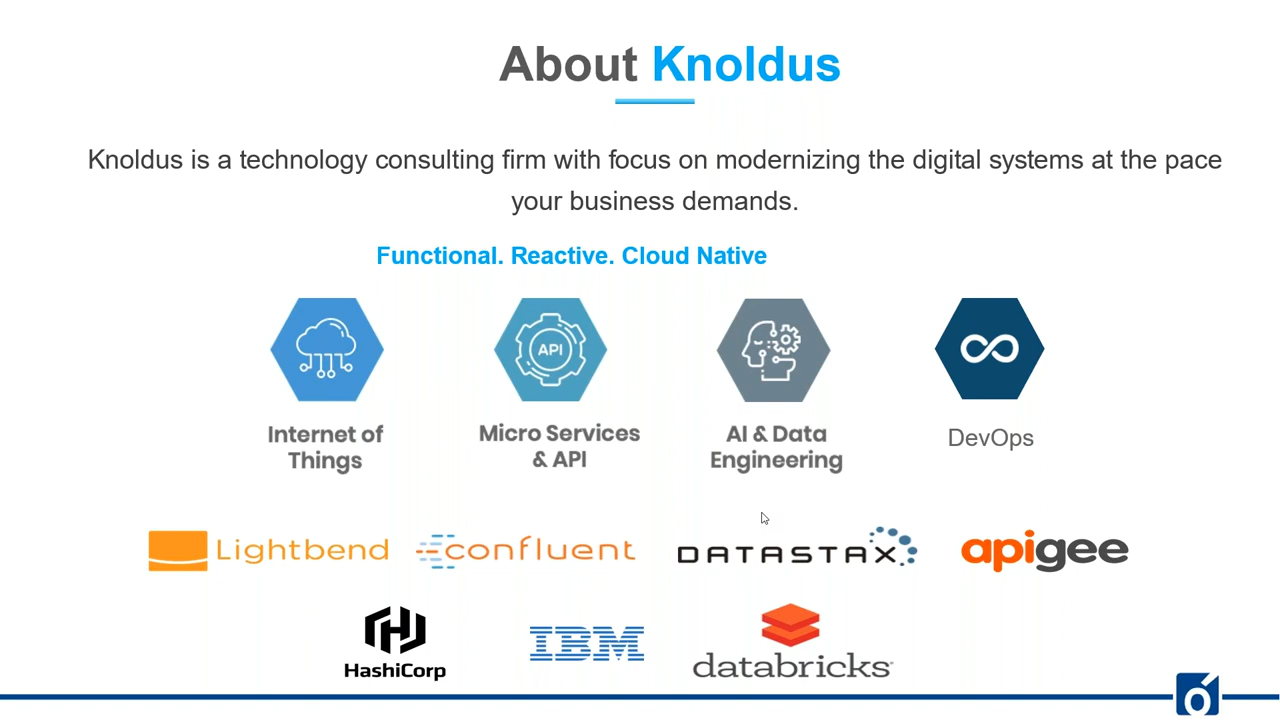 About Knoldus
Knoldus is a technology consulting firm with focus on modernizing the digital systems at the pace
your business demands.
Functional. Reactive. Cloud Native
API
Internet of
Things
Micro Services
& API
AI & Data
Engineering
DevOps
Lightbend
confluent
DATASTAX
apigee
HashiCorp
IBM
databricks